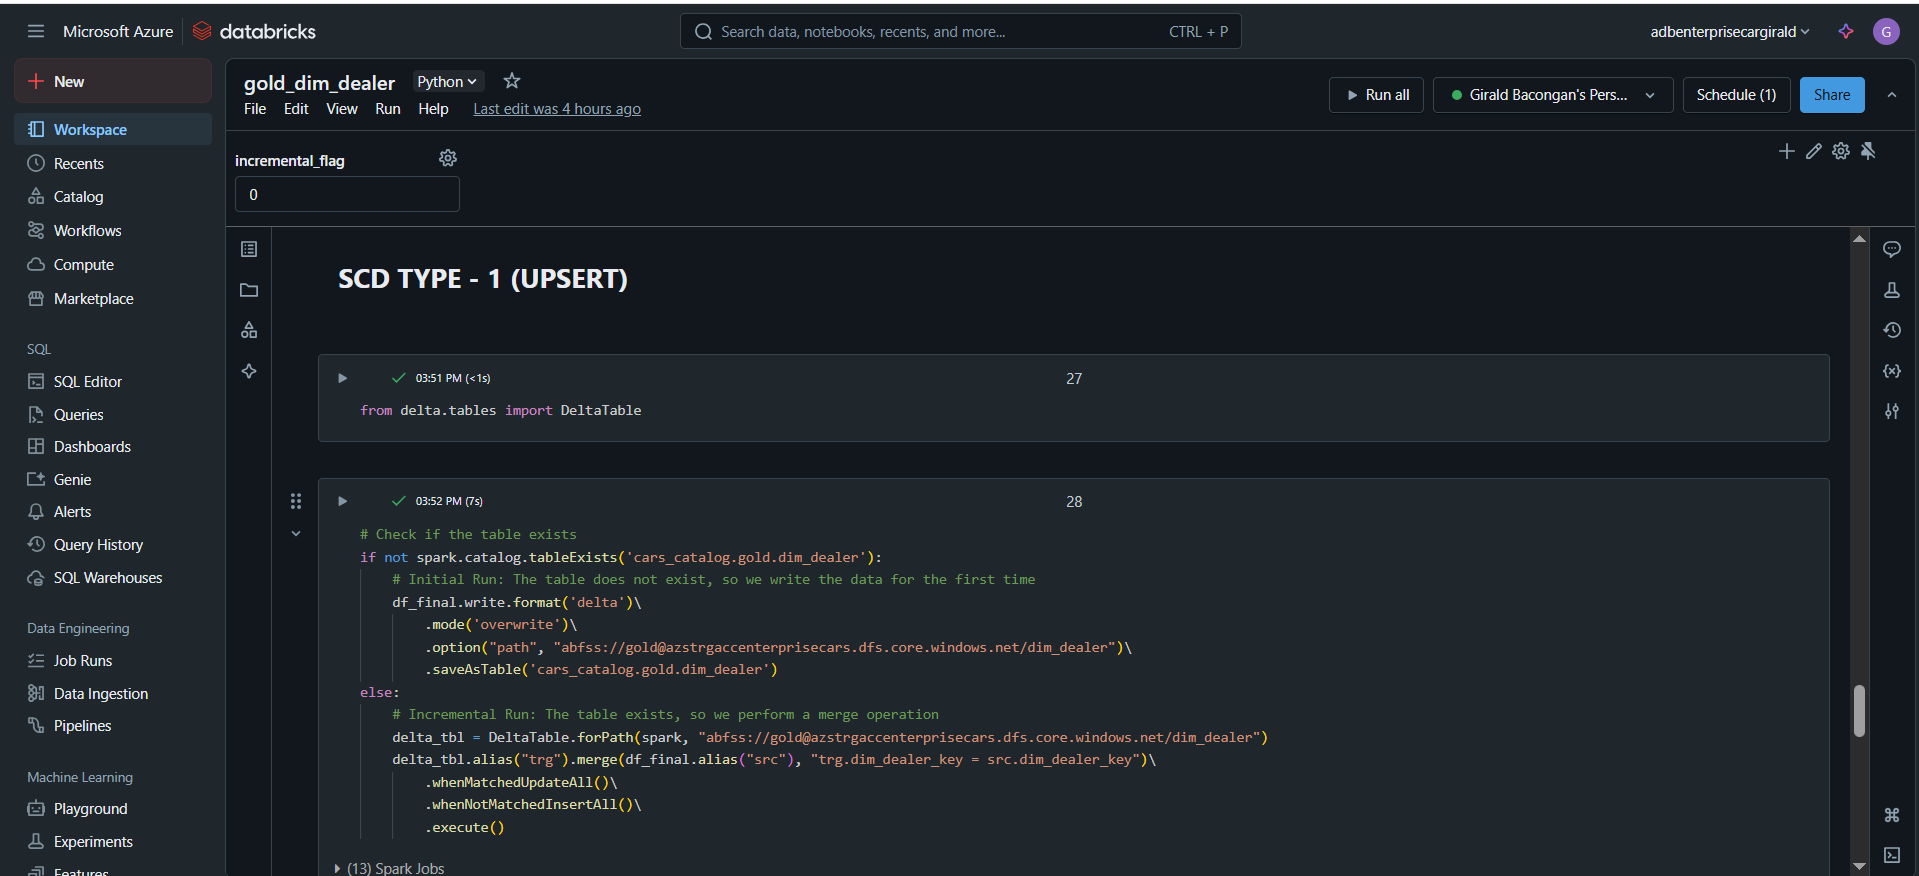 Microsoft Azure databricks
Search data, notebooks, recents, and more... CTRL + P
adbenterprisecargirald G
New
Workspace
Recents
Catalog
Workflows
Compute
Marketplace
SQL
SQL Editor
Queries
Dashboards
Genie
Alerts
Query History
SQL Warehouses
Data Engineering
Job Runs
Data Ingestion
Pipelines
Machine Learning
Playground
Experiments
Features
gold_dim_dealer Python
File Edit View Run Help Last edit was 4 hours ago
Run all Girald Bacongan's Pers... Schedule (1) Share
incremental_flag
0
SCD TYPE - 1 (UPSERT)
03:51 PM (<1s) 27
from delta.tables import DeltaTable
03:52 PM (7s) 28
# Check if the table exists
if not spark.catalog.tableExists('cars_catalog.gold.dim_dealer'):
# Initial Run: The table does not exist, so we write the data for the first time
df_final.write.format('delta')\
.mode('overwrite')\
.option("path", "abfss://gold@azstrgaccenterprisecars.dfs.core.windows.net/dim_dealer")\
.saveAsTable('cars_catalog.gold.dim_dealer')
else:
# Incremental Run: The table exists, so we perform a merge operation
delta_tbl = DeltaTable.forPath(spark, "abfss://gold@azstrgaccenterprisecars.dfs.core.windows.net/dim_dealer")
delta_tbl.alias("trg").merge(df_final.alias("src"), "trg.dim_dealer_key = src.dim_dealer_key")\
.whenMatchedUpdateAll()\
.whenNotMatchedInsertAll()\
.execute()
(13) Spark Jobs